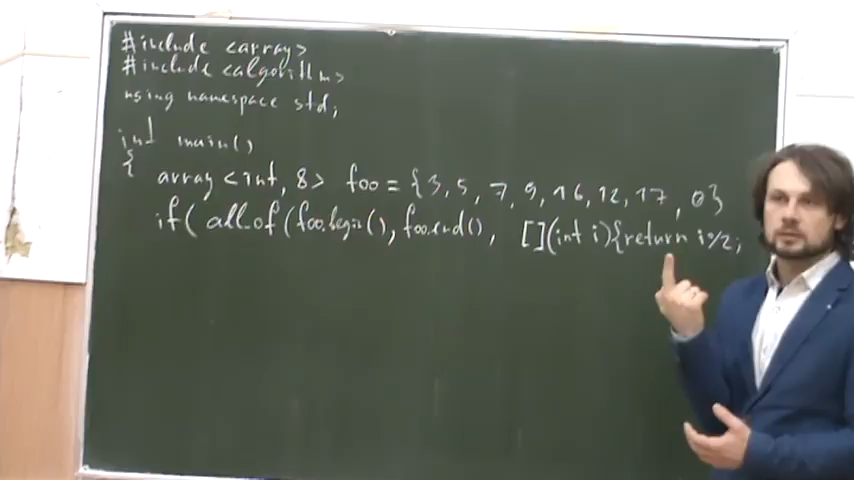 #include <array>
#include <algorithm>
using namespace std;
int main()
{
array <int, 8> foo = {3, 5, 7, 9, 16, 12, 17, 0}
if( all_of(foo.begin(), foo.end(), [](int i){return i%2;